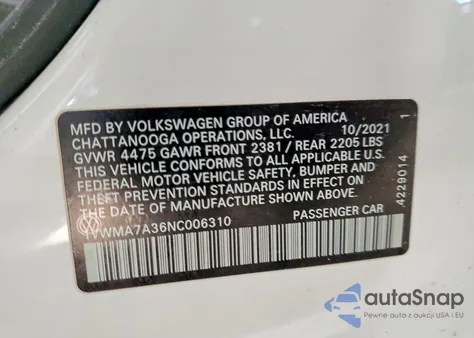 MFD BY VOLKSWAGEN GROUP OF AMERICA
CHATTANOOGA OPERATIONS, LLC. 10/2021
GVWR 4475 GAWR FRONT 2381 / REAR 2205 LBS
THIS VEHICLE CONFORMS TO ALL APPLICABLE
FEDERAL MOTOR VEHICLE SAFETY, BUMPER AND
THEFT PREVENTION STANDARDS IN EFFECT ON
THE DATE OF MANUFACTURE SHOWN ABOVE.
1VWMA7A36NC006310 PASSENGER CAR
4229014 1
autoSnap
Pewne auta z aukcji USA i EU